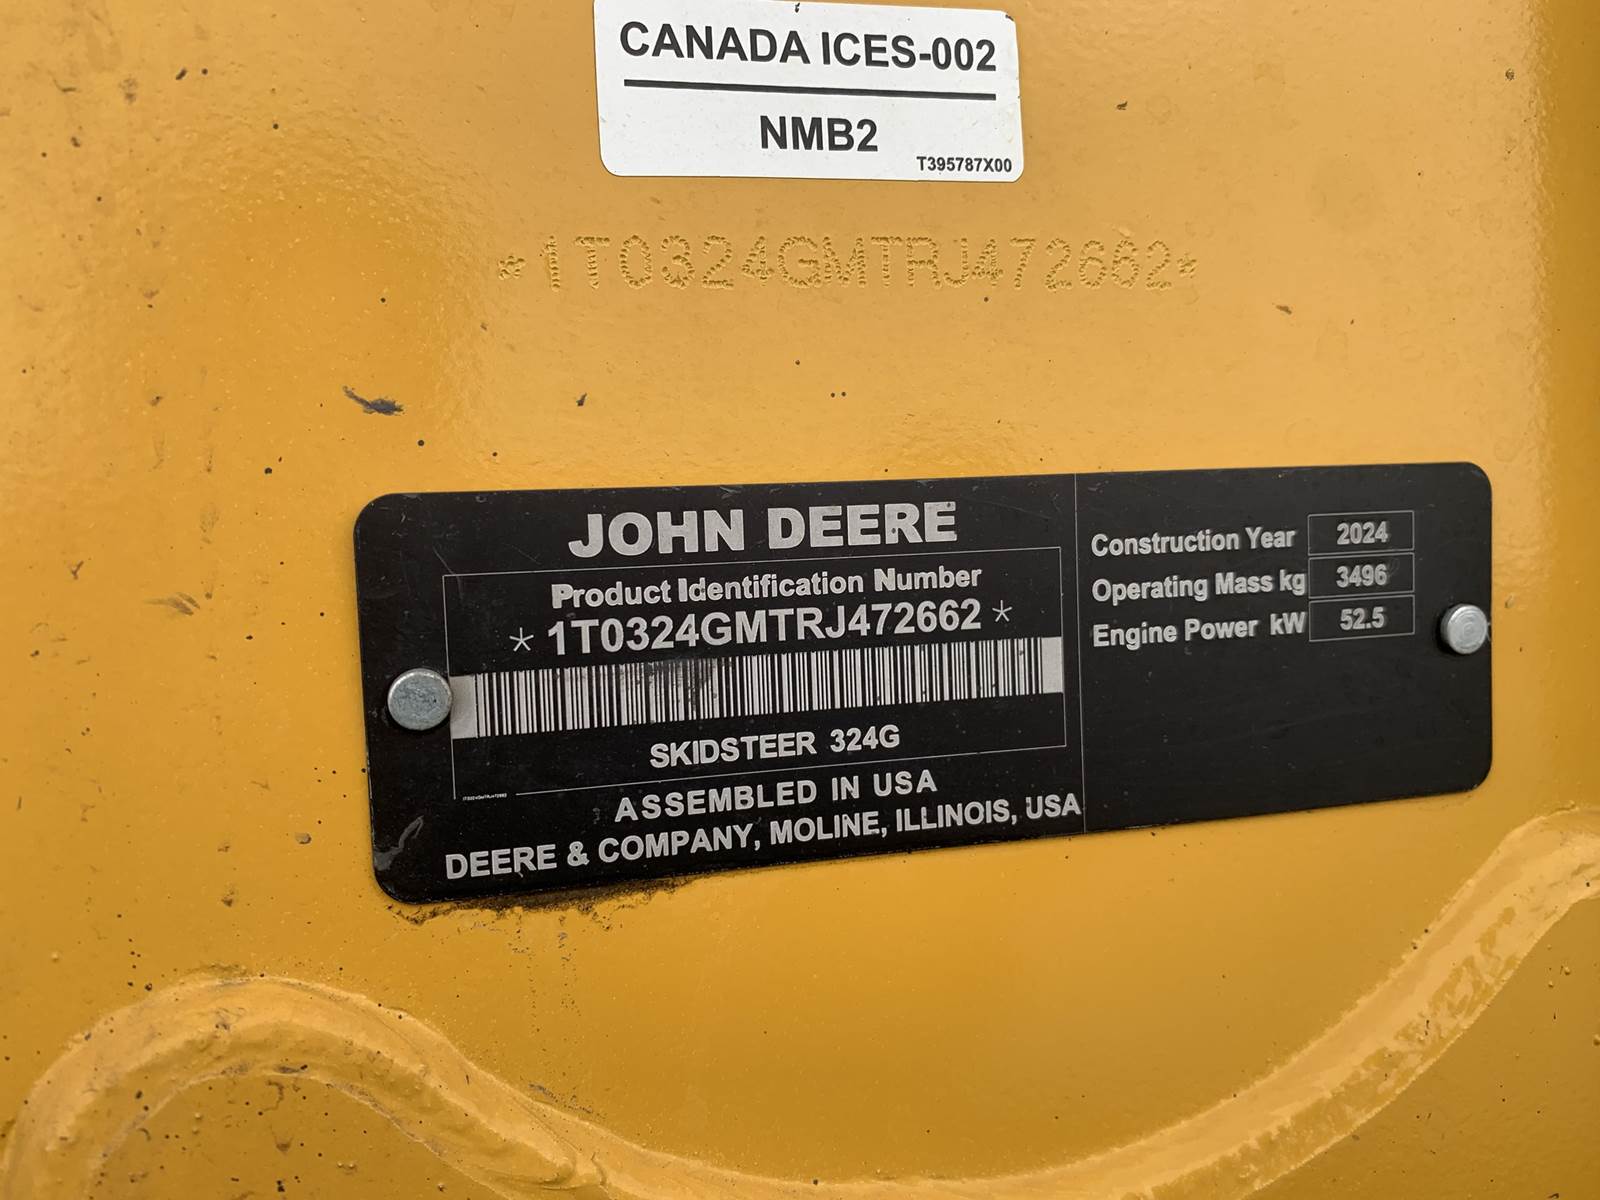 CANADA ICES-002
NMB2
T395787X00
*1T0324GMTRJ472662*
JOHN DEERE
Product Identification Number
* 1T0324GMTRJ472662 *
SKIDSTEER 324G
1T0324GMTRJ472662
ASSEMBLED IN USA
DEERE & COMPANY, MOLINE, ILLINOIS, USA
Construction Year 2024
Operating Mass kg 3496
Engine Power kW 52.5